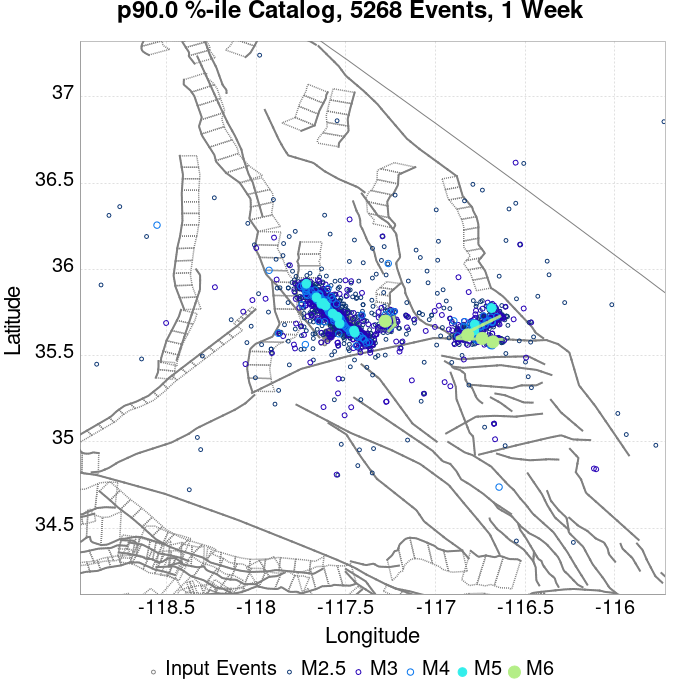 p90.0 %-ile Catalog, 5268 Events, 1 Week
37
36.5
36
35.5
35
34.5
Latitude
-118.5 -118 -117.5 -117 -116.5 -116
Longitude
Input Events M2.5 M3 M4 M5 M6